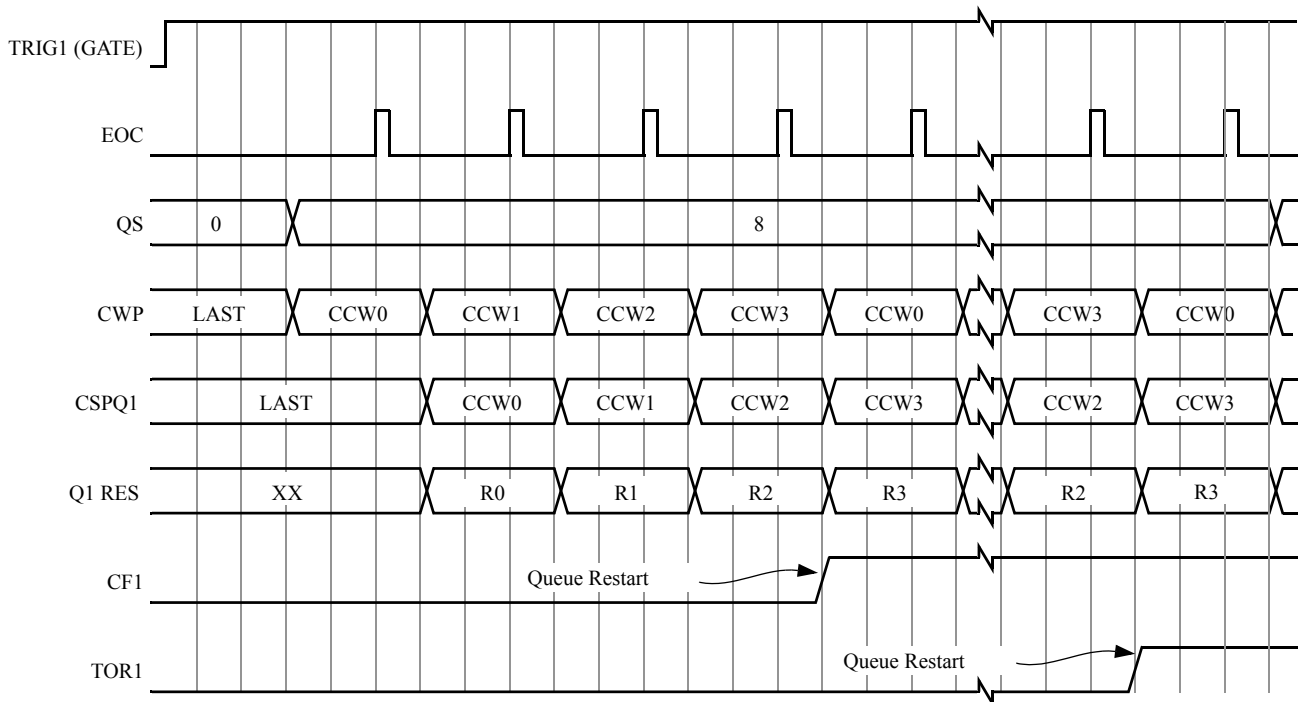 TRIG1 (GATE)
EOC
QS 0 8
CWP LAST CCW0 CCW1 CCW2 CCW3 CCW0 CCW3 CCW0
CSPQ1 LAST CCW0 CCW1 CCW2 CCW3 CCW2 CCW3
Q1 RES XX R0 R1 R2 R3 R2 R3
CF1 Queue Restart
TOR1 Queue Restart